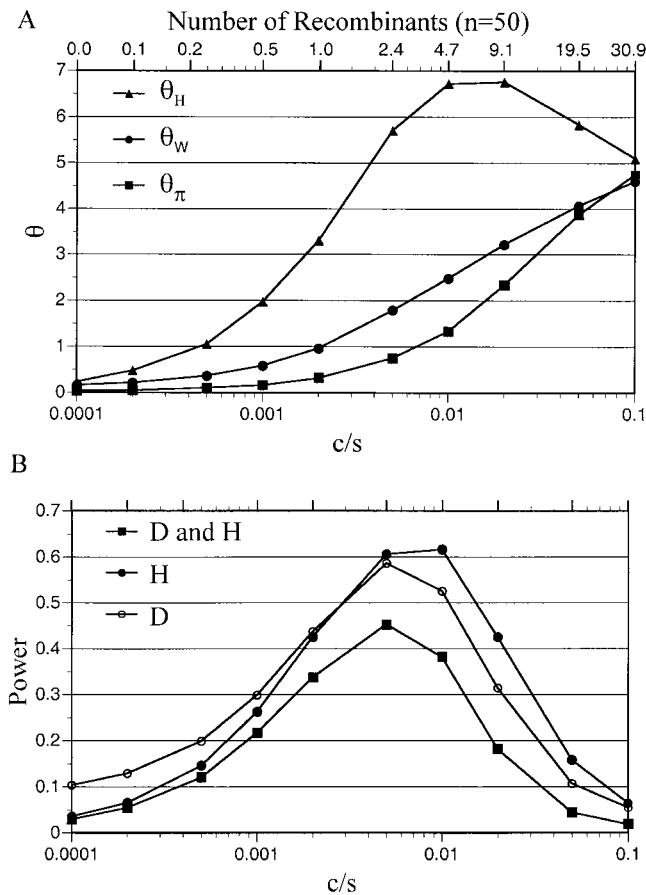 A
Number of Recombinants (n=50)
0.0 0.1 0.2 0.5 1.0 2.4 4.7 9.1 19.5 30.9
7
6
5
4
3
2
1
0
θ
θH
θW
θπ
0.0001 0.001 0.01 0.1
c/s
B
0.7
0.6
0.5
0.4
0.3
0.2
0.1
0
Power
D and H
H
D
0.0001 0.001 0.01 0.1
c/s